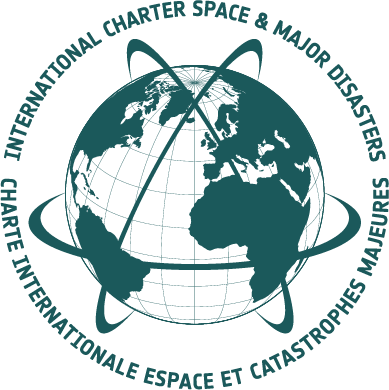 INTERNATIONAL CHARTER SPACE & MAJOR DISASTERS
CHARTE INTERNATIONALE ESPACE ET CATASTROPHES MAJEURES